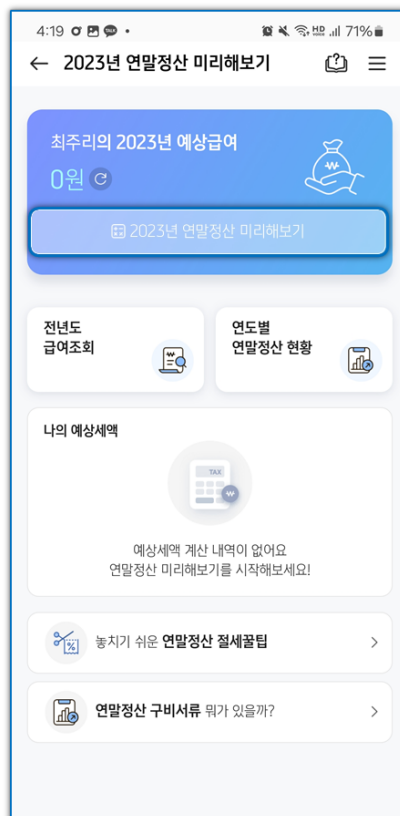 4:19 71%
2023년 연말정산 미리해보기
최주리의 2023년 예상급여
0원
2023년 연말정산 미리해보기
전년도
급여조회
연도별
연말정산 현황
나의 예상세액
TAX
예상세액 계산 내역이 없어요
연말정산 미리해보기를 시작해보세요!
놓치기 쉬운 연말정산 절세꿀팁
연말정산 구비서류 뭐가 있을까?